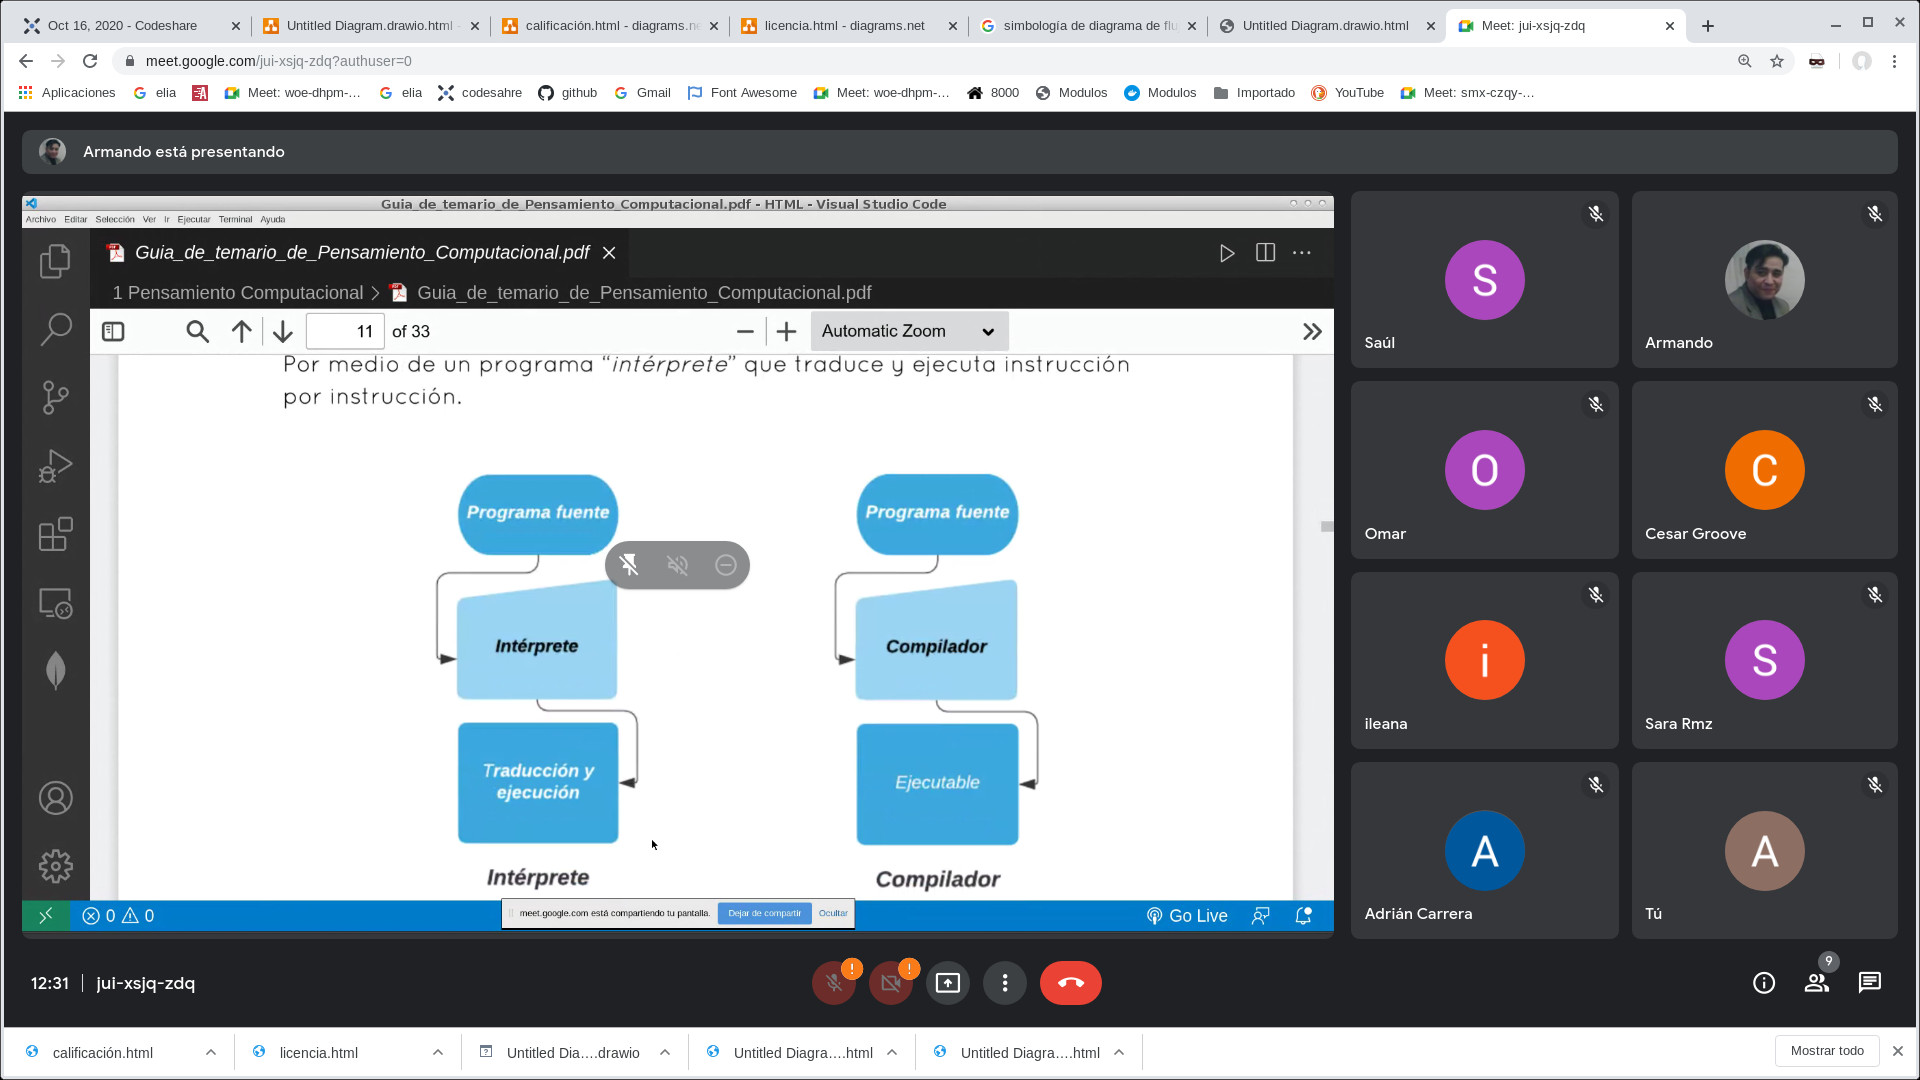 Oct 16, 2020 - Codeshare
Untitled Diagram.drawio.html -
calificación.html - diagrams.ne
licencia.html - diagrams.net
simbología de diagrama de flu
Untitled Diagram.drawio.html
Meet: jui-xsjq-zdq
meet.google.com/jui-xsjq-zdq?authuser=0
Aplicaciones
elia
Meet: woe-dhpm-...
elia
codesahre
github
Gmail
Font Awesome
Meet: woe-dhpm-...
8000
Modulos
Modulos
Importado
YouTube
Meet: smx-czqy-...
Armando está presentando
Guia_de_temario_de_Pensamiento_Computacional.pdf - HTML - Visual Studio Code
Archivo Editar Selección Ver Ir Ejecutar Terminal Ayuda
Guia_de_temario_de_Pensamiento_Computacional.pdf
1 Pensamiento Computacional > Guia_de_temario_de_Pensamiento_Computacional.pdf
11 of 33
Automatic Zoom
Por medio de un programa “intérprete” que traduce y ejecuta instrucción
por instrucción.
Programa fuente
Programa fuente
Intérprete
Compilador
Traducción y
ejecución
Ejecutable
Intérprete
Compilador
0 0
meet.google.com está compartiendo tu pantalla.
Dejar de compartir
Ocultar
Go Live
S
Saúl
Armando
O
Omar
C
Cesar Groove
i
ileana
S
Sara Rmz
A
Adrián Carrera
A
Tú
12:31
jui-xsjq-zdq
!
!
9
calificación.html
licencia.html
Untitled Dia....drawio
Untitled Diagra....html
Untitled Diagra....html
Mostrar todo